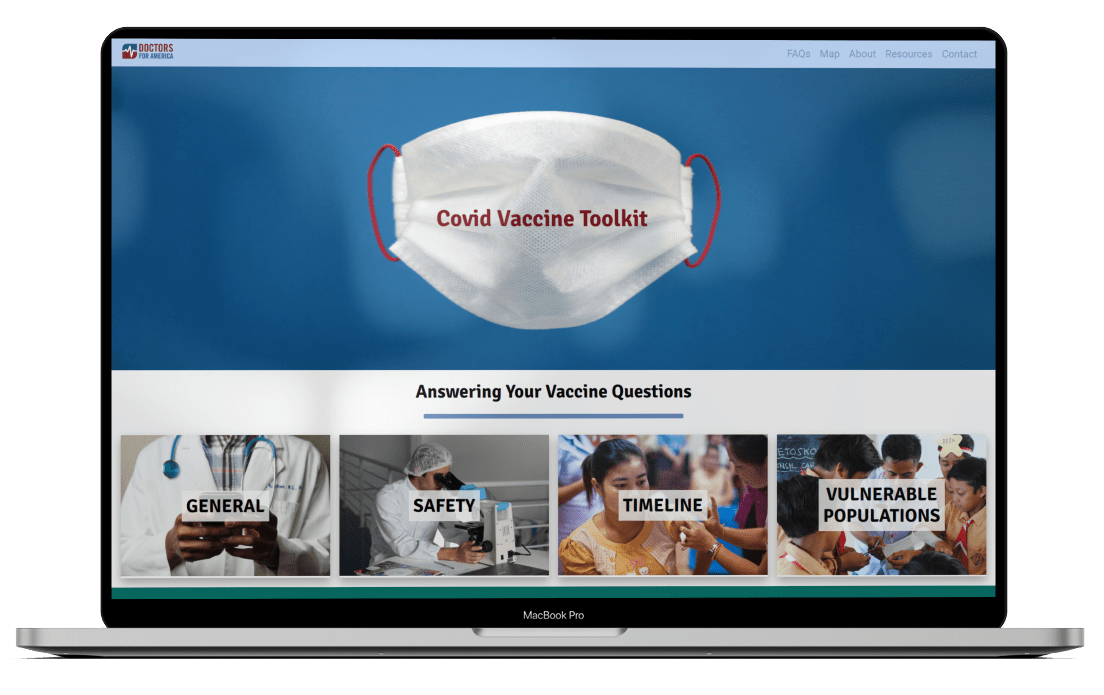 DOCTORS
FOR AMERICA
FAQs Map About Resources Contact
Covid Vaccine Toolkit
Answering Your Vaccine Questions
GENERAL
SAFETY
TIMELINE
VULNERABLE
POPULATIONS
MacBook Pro